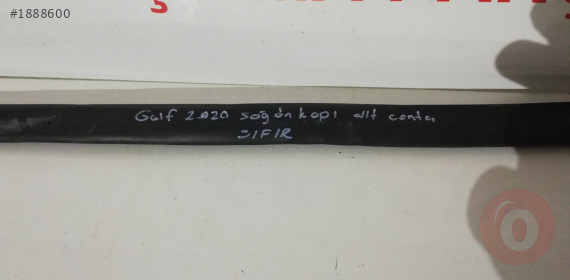 #1888600
Golf 2020 sağ ön kapı alt conta
SIFIR